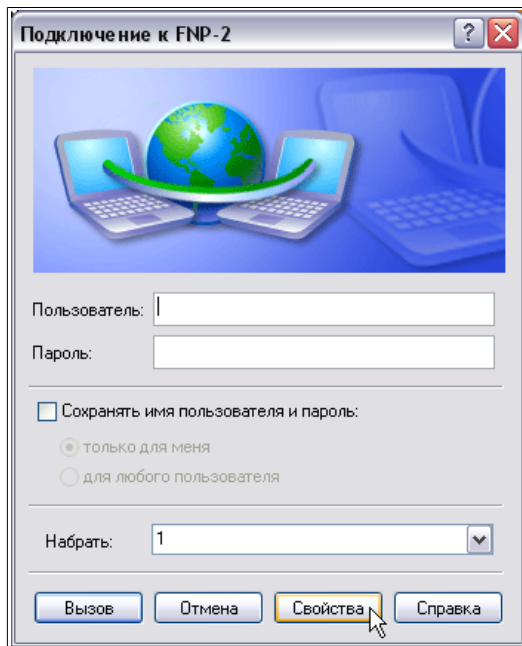 Подключение к FNP-2
Пользователь:
Пароль:
Сохранять имя пользователя и пароль:
только для меня
для любого пользователя
Набрать: 1
Вызов Отмена Свойства Справка